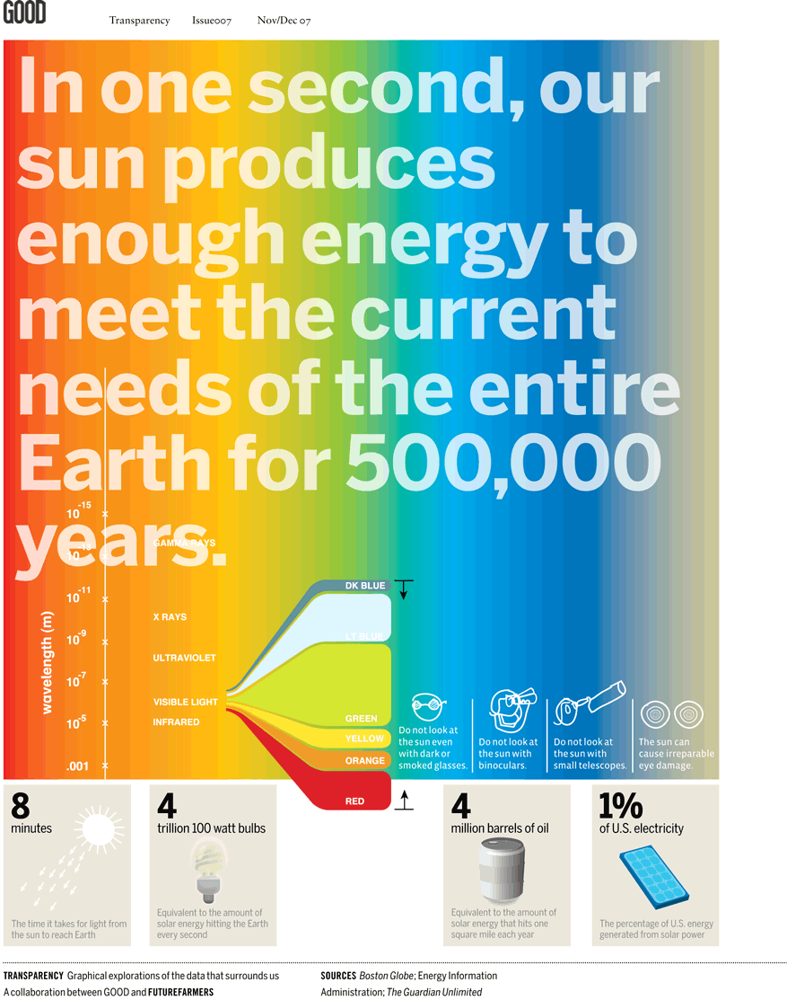 GOOD
Transparency Issue007 Nov/Dec 07
In one second, our
sun produces
enough energy to
meet the current
needs of the entire
Earth for 500,000
years.
wavelength (m)
10-15
10-13
10-11
10-9
10-7
10-5
.001
GAMMA RAYS
X RAYS
ULTRAVIOLET
VISIBLE LIGHT
INFRARED
DK BLUE
LT BLUE
GREEN
YELLOW
ORANGE
RED
Do not look at
the sun even
with dark or
smoked glasses.
Do not look at
the sun with
binoculars.
Do not look at
the sun with
small telescopes.
The sun can
cause irreparable
eye damage.
8
minutes
The time it takes for light from
the sun to reach Earth
4
trillion 100 watt bulbs
Equivalent to the amount of
solar energy hitting the Earth
every second
4
million barrels of oil
Equivalent to the amount of
solar energy that hits one
square mile each year
1%
of U.S. electricity
The percentage of U.S. energy
generated from solar power
TRANSPARENCY Graphical explorations of the data that surrounds us
A collaboration between GOOD and FUTUREFARMERS
SOURCES Boston Globe; Energy Information
Administration; The Guardian Unlimited